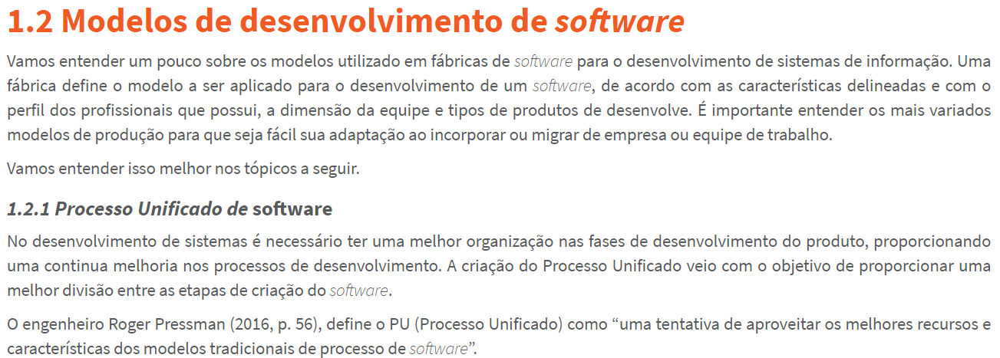 1.2 Modelos de desenvolvimento de software
Vamos entender um pouco sobre os modelos utilizado em fábricas de software para o desenvolvimento de sistemas de informação. Uma
fábrica define o modelo a ser aplicado para o desenvolvimento de um software, de acordo com as características delineadas e com o
perfil dos profissionais que possui, a dimensão da equipe e tipos de produtos de desenvolve. É importante entender os mais variados
modelos de produção para que seja fácil sua adaptação ao incorporar ou migrar de empresa ou equipe de trabalho.
Vamos entender isso melhor nos tópicos a seguir.
1.2.1 Processo Unificado de software
No desenvolvimento de sistemas é necessário ter uma melhor organização nas fases de desenvolvimento do produto, proporcionando
uma continua melhoria nos processos de desenvolvimento. A criação do Processo Unificado veio com o objetivo de proporcionar uma
melhor divisão entre as etapas de criação do software.
O engenheiro Roger Pressman (2016, p. 56), define o PU (Processo Unificado) como “uma tentativa de aproveitar os melhores recursos e
características dos modelos tradicionais de processo de software”.